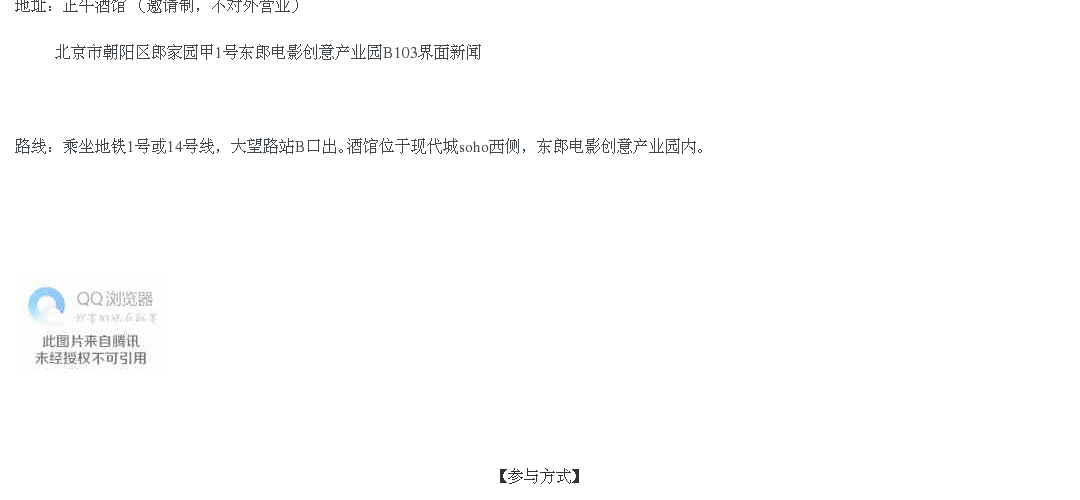 地址：正午酒馆 （邀请制，不对外营业）
北京市朝阳区郎家园甲1号东郎电影创意产业园B103界面新闻
路线：乘坐地铁1号或14号线，大望路站B口出。酒馆位于现代城soho西侧，东郎电影创意产业园内。
QQ浏览器
此图片来自腾讯
未经授权不可引用
【参与方式】